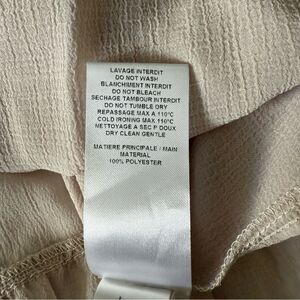 LAVAGE INTERDIT
DO NOT WASH
BLANCHIMENT INTERDIT
DO NOT BLEACH
SECHAGE TAMBOUR INTERDIT
DO NOT TUMBLE DRY
REPASSAGE MAX A 110°C
COLD IRONING MAX 110°C
NETTOYAGE A SEC P DOUX
DRY CLEAN GENTLE
MATIERE PRINCIPALE / MAIN
MATERIAL
100% POLYESTER